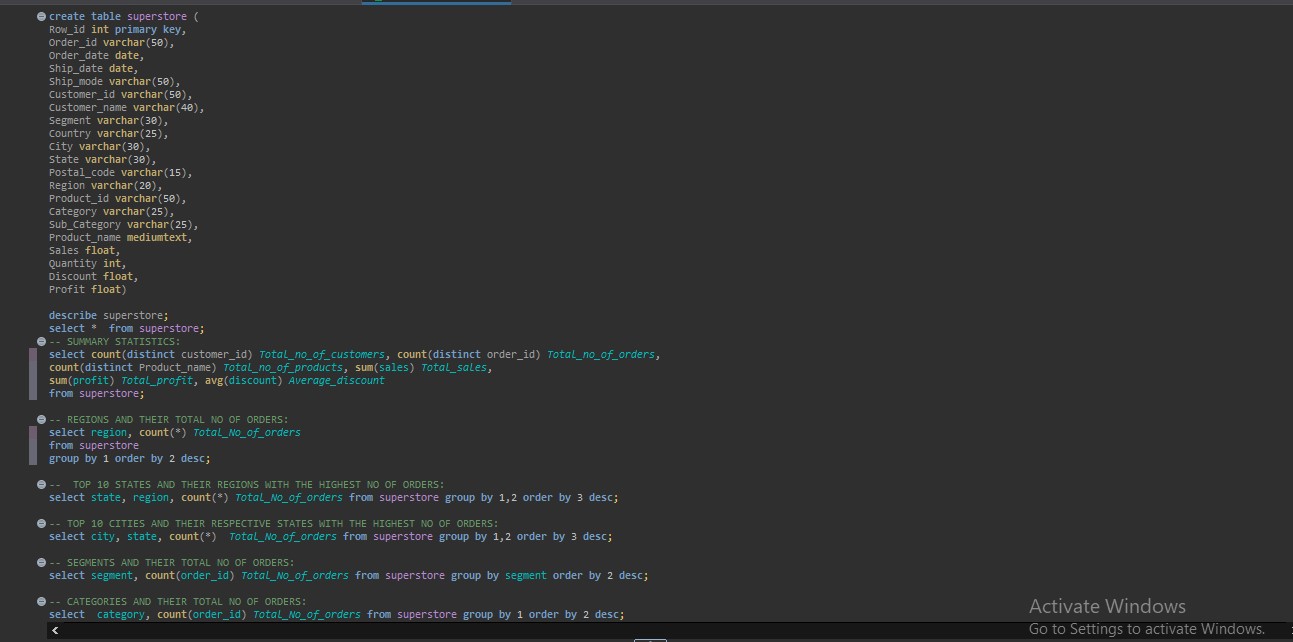 create table superstore (
Row_id int primary key,
Order_id varchar(50),
Order_date date,
Ship_date date,
Ship_mode varchar(50),
Customer_id varchar(50),
Customer_name varchar(40),
Segment varchar(30),
Country varchar(25),
City varchar(30),
State varchar(30),
Postal_code varchar(15),
Region varchar(20),
Product_id varchar(50),
Category varchar(25),
Sub_Category varchar(25),
Product_name mediumtext,
Sales float,
Quantity int,
Discount float,
Profit float)
describe superstore;
select *  from superstore;
-- SUMMARY STATISTICS:
select count(distinct customer_id) Total_no_of_customers, count(distinct order_id) Total_no_of_orders,
count(distinct Product_name) Total_no_of_products, sum(sales) Total_sales,
sum(profit) Total_profit, avg(discount) Average_discount
from superstore;
-- REGIONS AND THEIR TOTAL NO OF ORDERS:
select region, count(*) Total_No_of_orders
from superstore
group by 1 order by 2 desc;
--  TOP 10 STATES AND THEIR REGIONS WITH THE HIGHEST NO OF ORDERS:
select state, region, count(*) Total_No_of_orders from superstore group by 1,2 order by 3 desc;
-- TOP 10 CITIES AND THEIR RESPECTIVE STATES WITH THE HIGHEST NO OF ORDERS:
select city, state, count(*)  Total_No_of_orders from superstore group by 1,2 order by 3 desc;
-- SEGMENTS AND THEIR TOTAL NO OF ORDERS:
select segment, count(order_id) Total_No_of_orders from superstore group by segment order by 2 desc;
-- CATEGORIES AND THEIR TOTAL NO OF ORDERS:
select  category, count(order_id) Total_No_of_orders from superstore group by 1 order by 2 desc;
Activate Windows
Go to Settings to activate Windows.